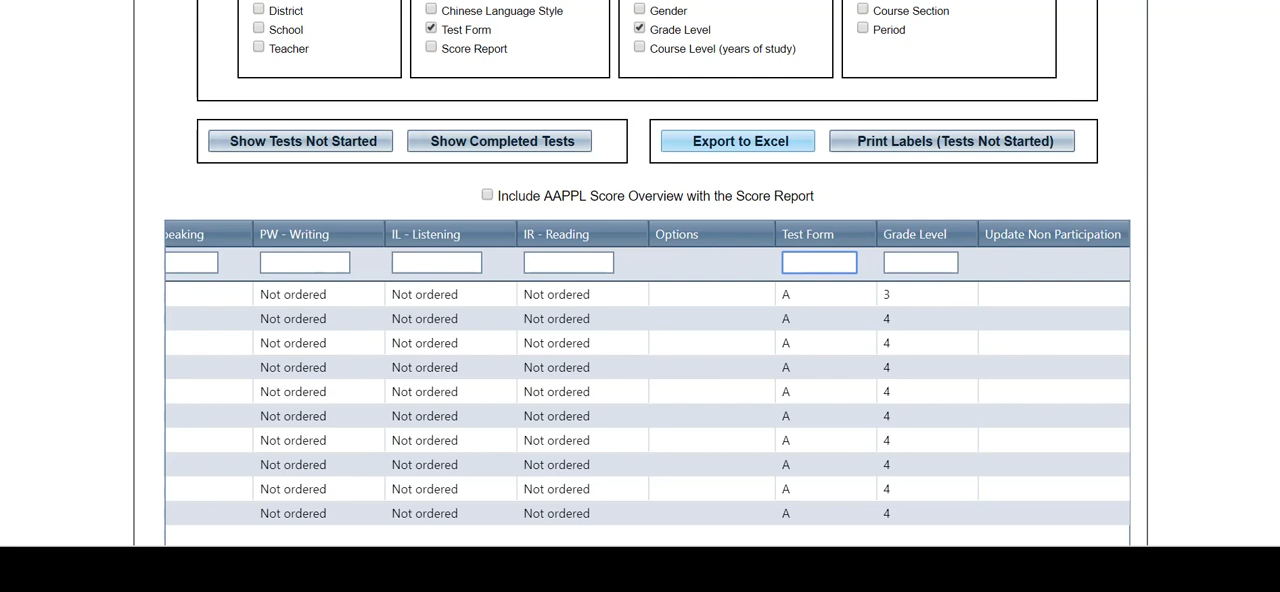 District
School
Teacher
Chinese Language Style
Test Form
Score Report
Gender
Grade Level
Course Level (years of study)
Course Section
Period
Show Tests Not Started Show Completed Tests Export to Excel Print Labels (Tests Not Started)
Include AAPPL Score Overview with the Score Report
peaking PW - Writing IL - Listening IR - Reading Options Test Form Grade Level Update Non Participation
Not ordered Not ordered Not ordered A 3
Not ordered Not ordered Not ordered A 4
Not ordered Not ordered Not ordered A 4
Not ordered Not ordered Not ordered A 4
Not ordered Not ordered Not ordered A 4
Not ordered Not ordered Not ordered A 4
Not ordered Not ordered Not ordered A 4
Not ordered Not ordered Not ordered A 4
Not ordered Not ordered Not ordered A 4
Not ordered Not ordered Not ordered A 4